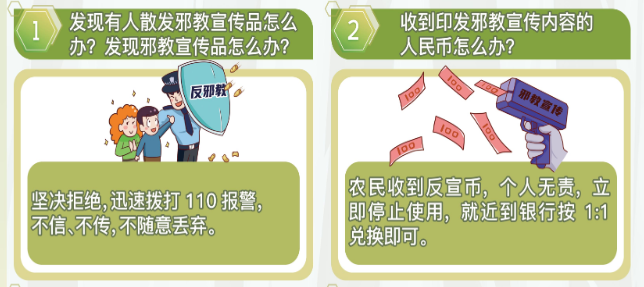 1
发现有人散发邪教宣传品怎么
办？发现邪教宣传品怎么办？
反邪教
坚决拒绝，迅速拨打 110 报警，
不信、不传，不随意丢弃。
2
收到印发邪教宣传内容的
人民币怎么办？
100
100
100
100
100
邪教宣传
农民收到反宣币，个人无责，立
即停止使用，就近到银行按 1:1
兑换即可。